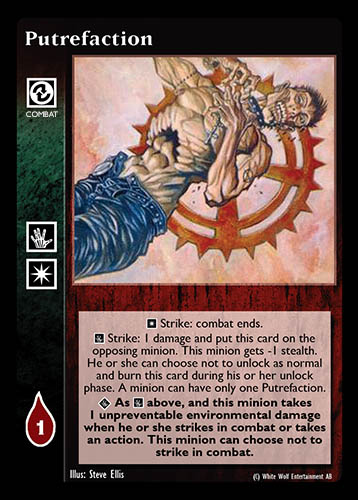 Putrefaction
COMBAT
Strike: combat ends.
Strike: 1 damage and put this card on the
opposing minion. This minion gets -1 stealth.
He or she can choose not to unlock as normal
and burn this card during his or her unlock
phase. A minion can have only one Putrefaction.
As above, and this minion takes
1 unpreventable environmental damage
when he or she strikes in combat or takes
an action. This minion can choose not to
strike in combat.
1
Illus: Steve Ellis
(C) White Wolf Entertainment AB